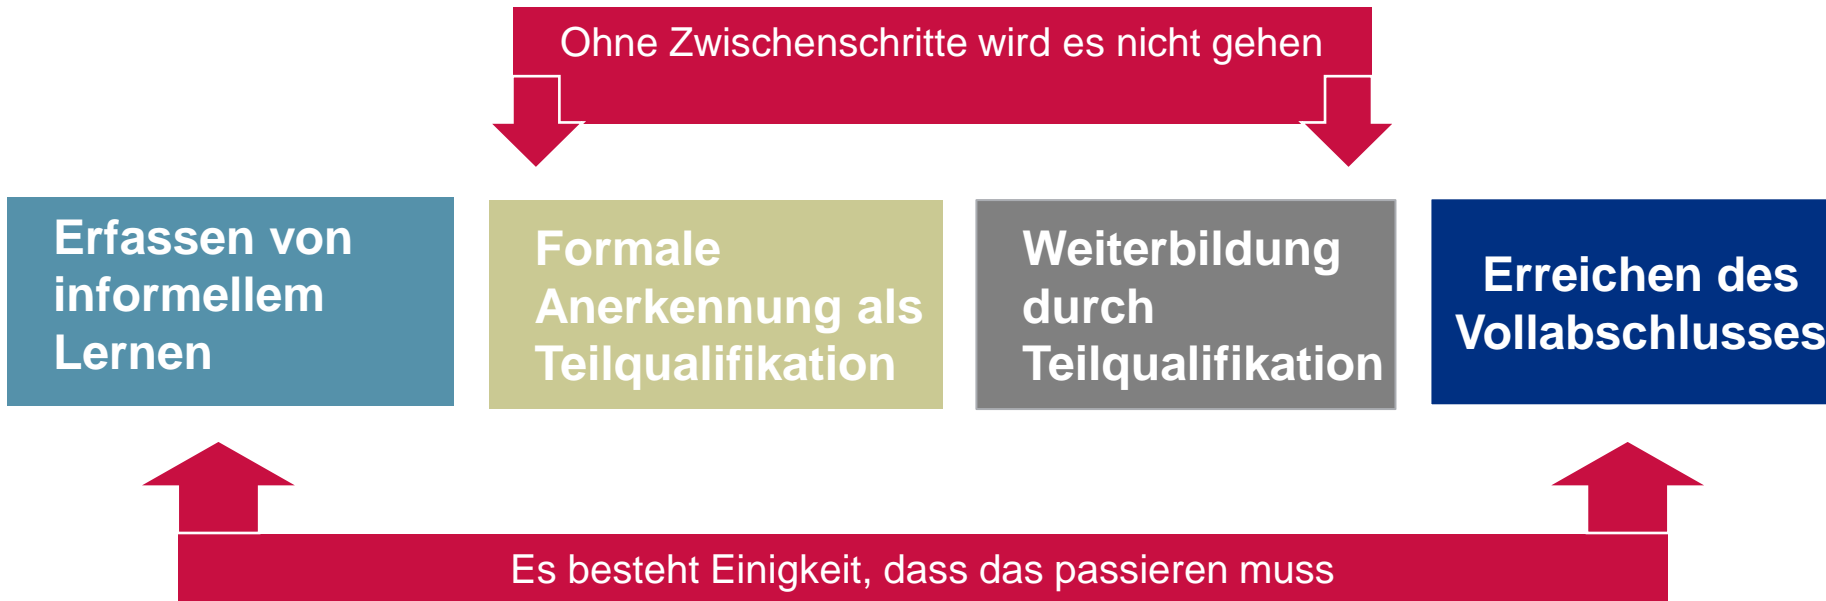 Ohne Zwischenschritte wird es nicht gehen
Erfassen von
informellem
Lernen
Formale
Anerkennung als
Teilqualifikation
Weiterbildung
durch
Teilqualifikation
Erreichen des
Vollabschlusses
Es besteht Einigkeit, dass das passieren muss